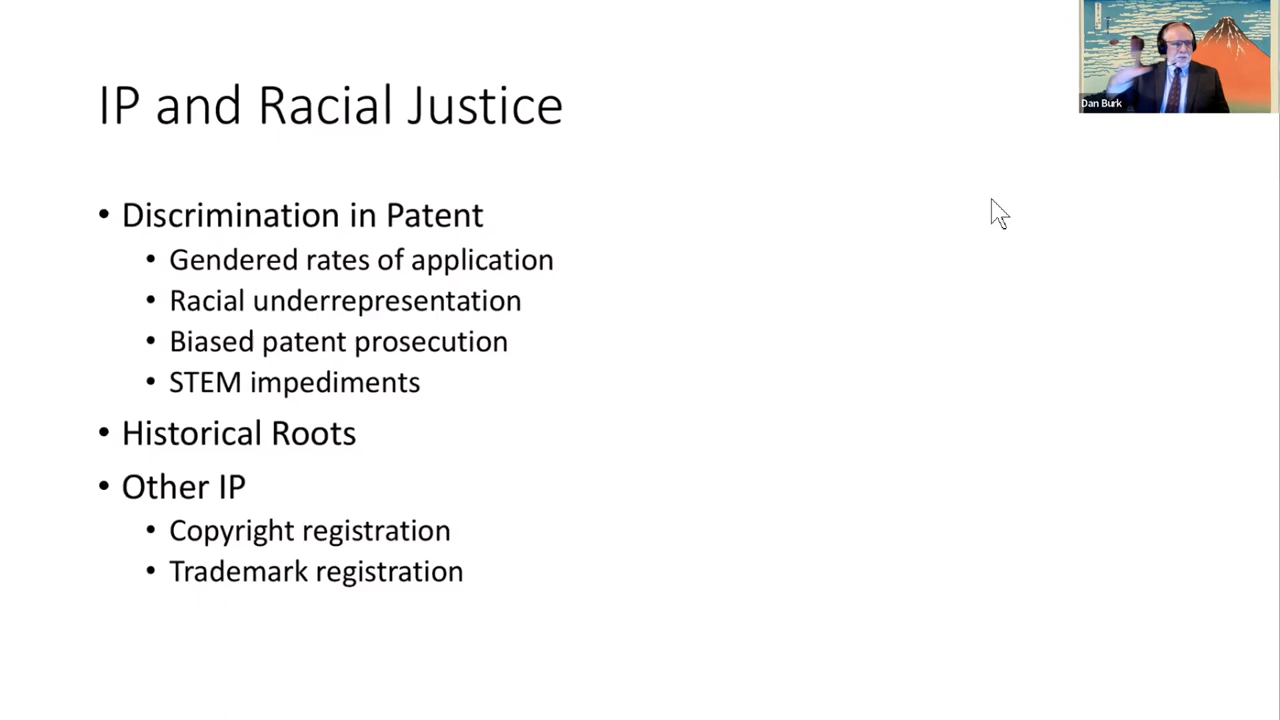 IP and Racial Justice
Dan Burk
• Discrimination in Patent
• Gendered rates of application
• Racial underrepresentation
• Biased patent prosecution
• STEM impediments
• Historical Roots
• Other IP
• Copyright registration
• Trademark registration